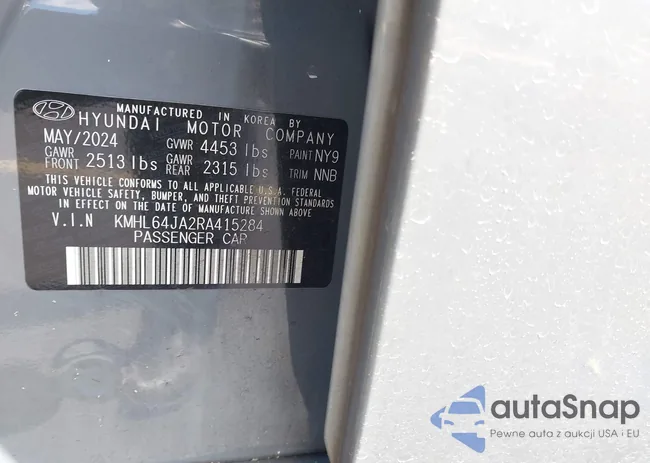 MANUFACTURED IN KOREA BY
HYUNDAI MOTOR COMPANY
MAY/2024 GVWR 4453 lbs PAINT NY9
GAWR FRONT 2513 lbs GAWR REAR 2315 lbs TRIM NNB
THIS VEHICLE CONFORMS TO ALL APPLICABLE U.S.A. FEDERAL
MOTOR VEHICLE SAFETY, BUMPER, AND THEFT PREVENTION STANDARDS
IN EFFECT ON THE DATE OF MANUFACTURE SHOWN ABOVE.
V.I.N KMHL64JA2RA415284
PASSENGER CAR
autaSnap
Pewne auta z aukcji USA i EU